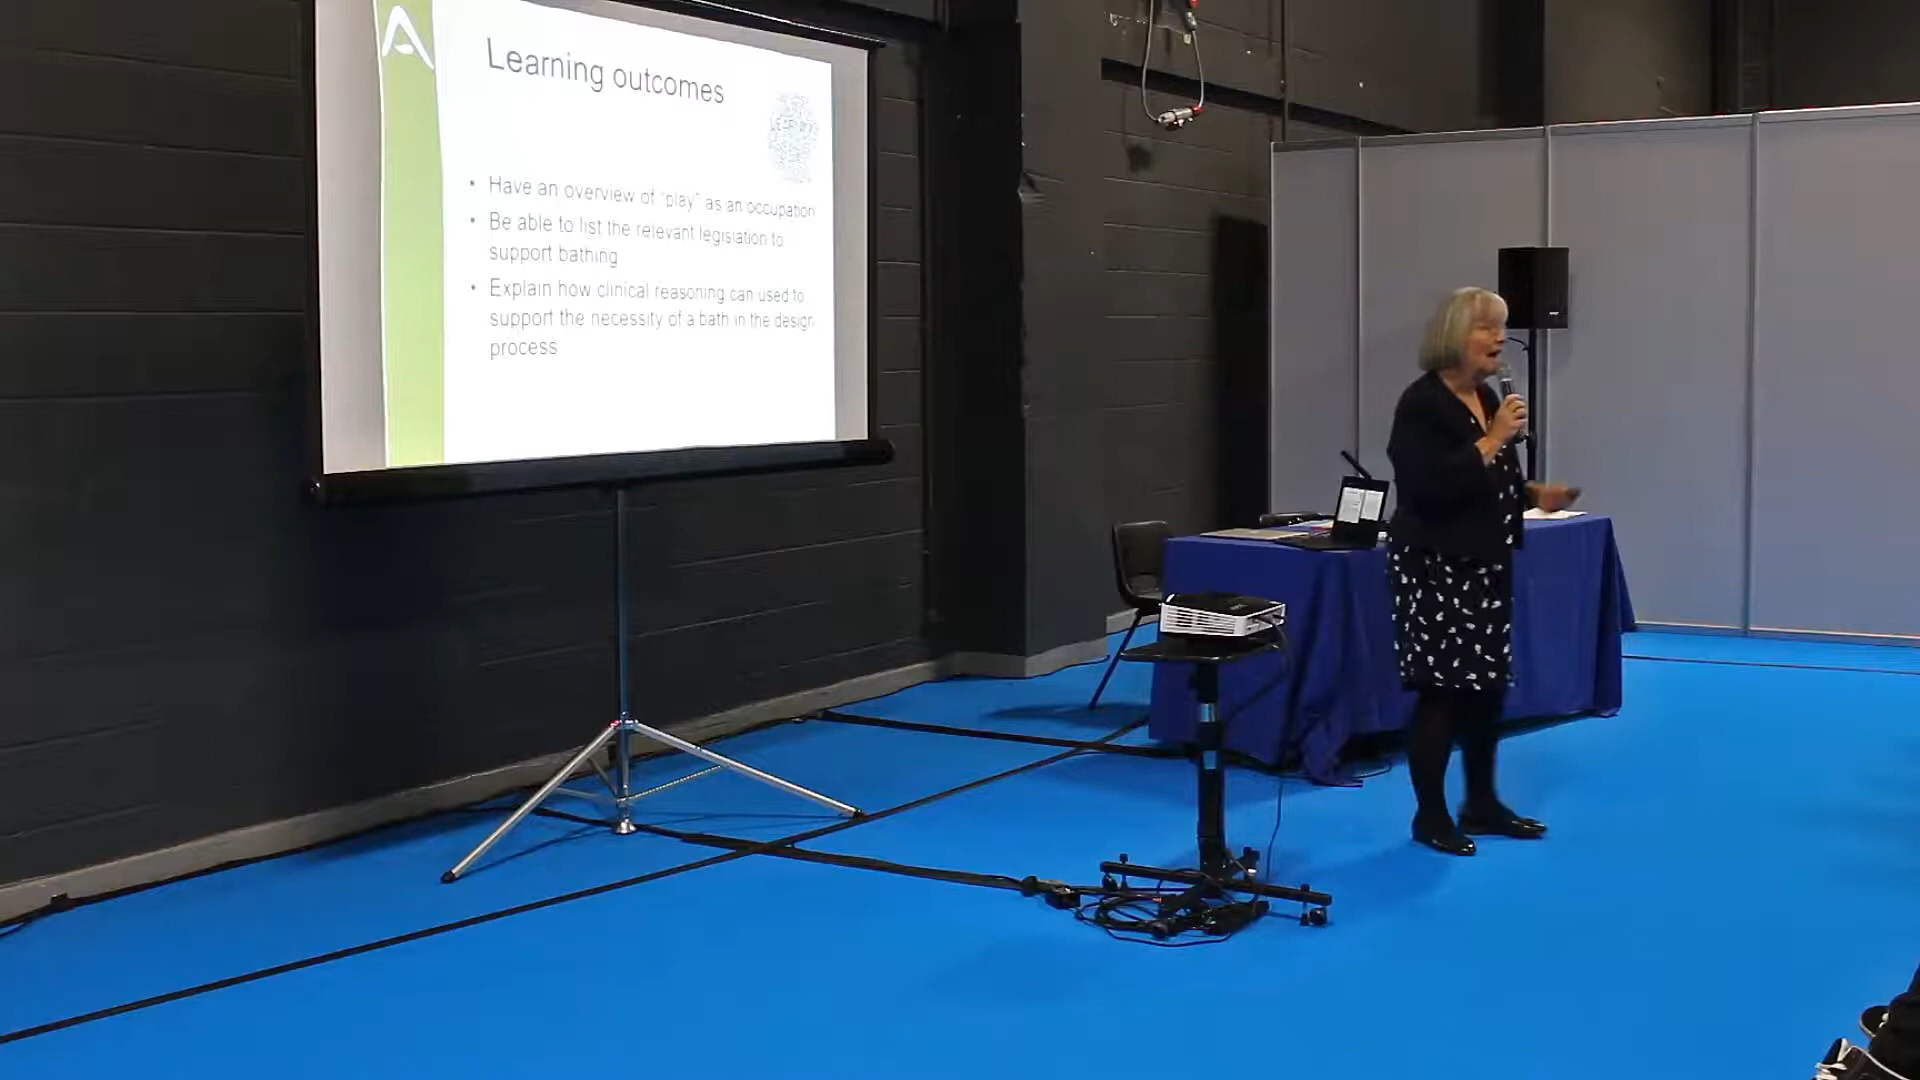 Learning outcomes
• Have an overview of "play" as an occupation
• Be able to list the relevant legislation to
support bathing
• Explain how clinical reasoning can used to
support the necessity of a bath in the design
process